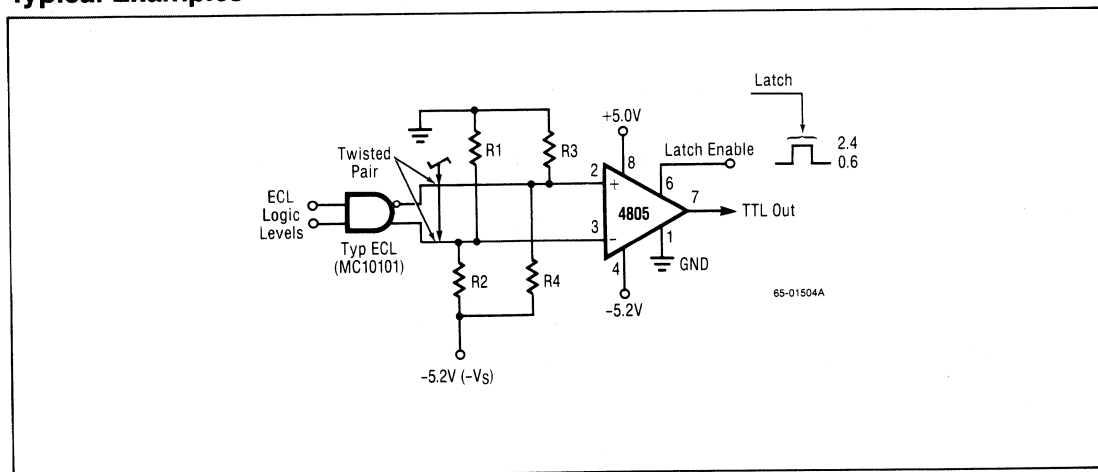 Typical Examples
Latch
+5.0V
8
R1
R3
Latch Enable
2.4
0.6
Twisted
Pair
2
+
6
7
ECL
Logic
Levels
4805
TTL Out
3
–
1
Typ ECL
(MC10101)
R2
R4
4
GND
–5.2V
65-01504A
–5.2V (–VS)